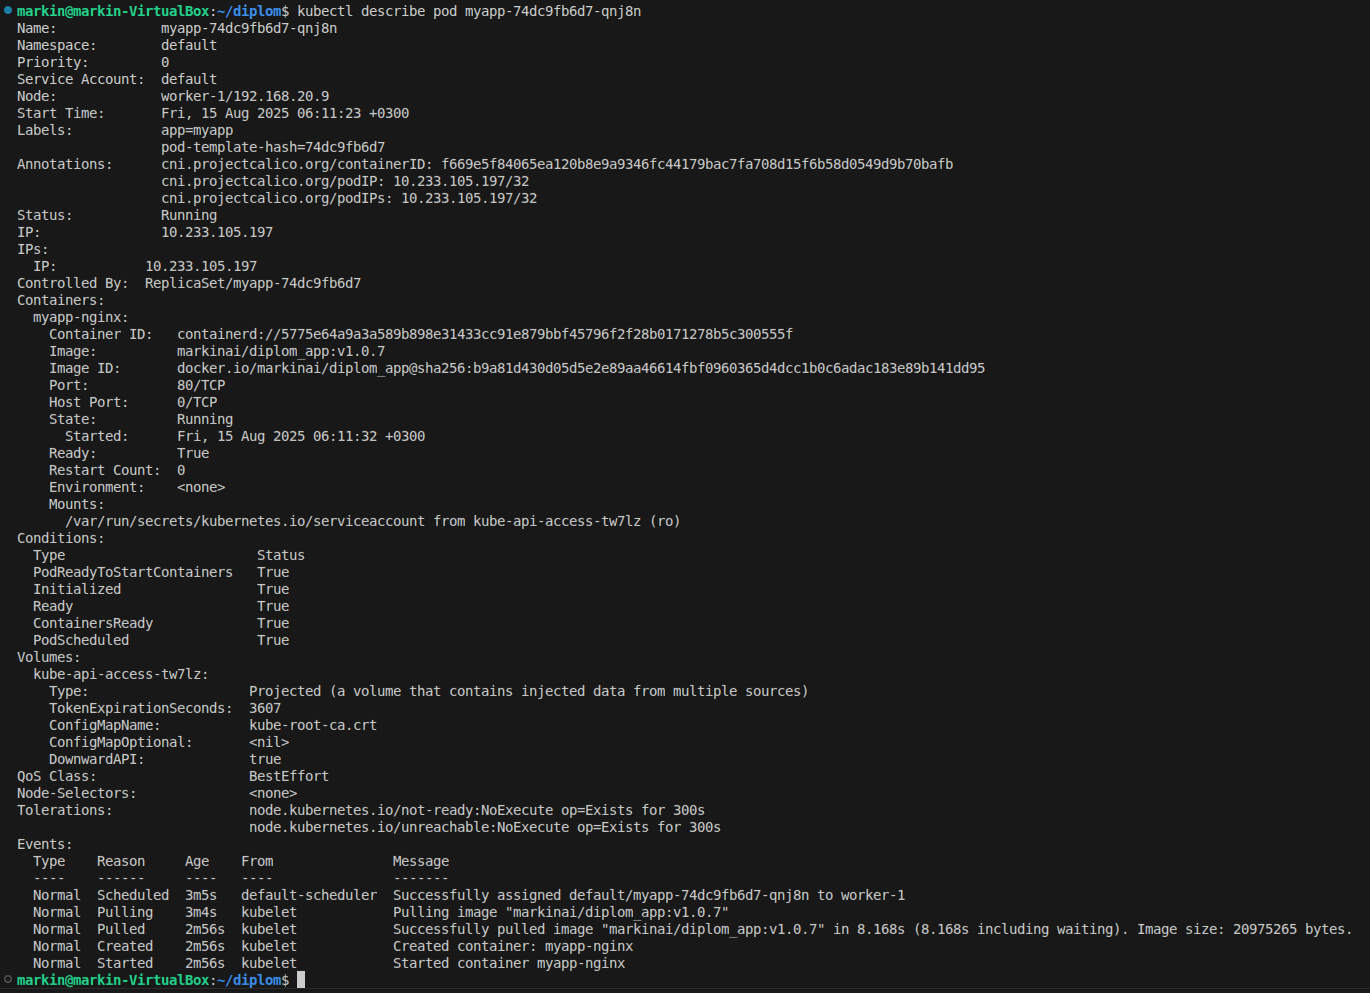 markin@markin-VirtualBox:~/diplom$ kubectl describe pod myapp-74dc9fb6d7-qnj8n
Name:             myapp-74dc9fb6d7-qnj8n
Namespace:        default
Priority:         0
Service Account:  default
Node:             worker-1/192.168.20.9
Start Time:       Fri, 15 Aug 2025 06:11:23 +0300
Labels:           app=myapp
                  pod-template-hash=74dc9fb6d7
Annotations:      cni.projectcalico.org/containerID: f669e5f84065ea120b8e9a9346fc44179bac7fa708d15f6b58d0549d9b70bafb
                  cni.projectcalico.org/podIP: 10.233.105.197/32
                  cni.projectcalico.org/podIPs: 10.233.105.197/32
Status:           Running
IP:               10.233.105.197
IPs:
  IP:           10.233.105.197
Controlled By:  ReplicaSet/myapp-74dc9fb6d7
Containers:
  myapp-nginx:
    Container ID:   containerd://5775e64a9a3a589b898e31433cc91e879bbf45796f2f28b0171278b5c300555f
    Image:          markinai/diplom_app:v1.0.7
    Image ID:       docker.io/markinai/diplom_app@sha256:b9a81d430d05d5e2e89aa46614fbf0960365d4dcc1b0c6adac183e89b141dd95
    Port:           80/TCP
    Host Port:      0/TCP
    State:          Running
      Started:      Fri, 15 Aug 2025 06:11:32 +0300
    Ready:          True
    Restart Count:  0
    Environment:    <none>
    Mounts:
      /var/run/secrets/kubernetes.io/serviceaccount from kube-api-access-tw7lz (ro)
Conditions:
  Type                        Status
  PodReadyToStartContainers   True
  Initialized                 True
  Ready                       True
  ContainersReady             True
  PodScheduled                True
Volumes:
  kube-api-access-tw7lz:
    Type:                    Projected (a volume that contains injected data from multiple sources)
    TokenExpirationSeconds:  3607
    ConfigMapName:           kube-root-ca.crt
    ConfigMapOptional:       <nil>
    DownwardAPI:             true
QoS Class:                   BestEffort
Node-Selectors:              <none>
Tolerations:                 node.kubernetes.io/not-ready:NoExecute op=Exists for 300s
                             node.kubernetes.io/unreachable:NoExecute op=Exists for 300s
Events:
  Type    Reason     Age    From               Message
  ----    ------     ----   ----               -------
  Normal  Scheduled  3m5s   default-scheduler  Successfully assigned default/myapp-74dc9fb6d7-qnj8n to worker-1
  Normal  Pulling    3m4s   kubelet            Pulling image "markinai/diplom_app:v1.0.7"
  Normal  Pulled     2m56s  kubelet            Successfully pulled image "markinai/diplom_app:v1.0.7" in 8.168s (8.168s including waiting). Image size: 20975265 bytes.
  Normal  Created    2m56s  kubelet            Created container: myapp-nginx
  Normal  Started    2m56s  kubelet            Started container myapp-nginx
markin@markin-VirtualBox:~/diplom$